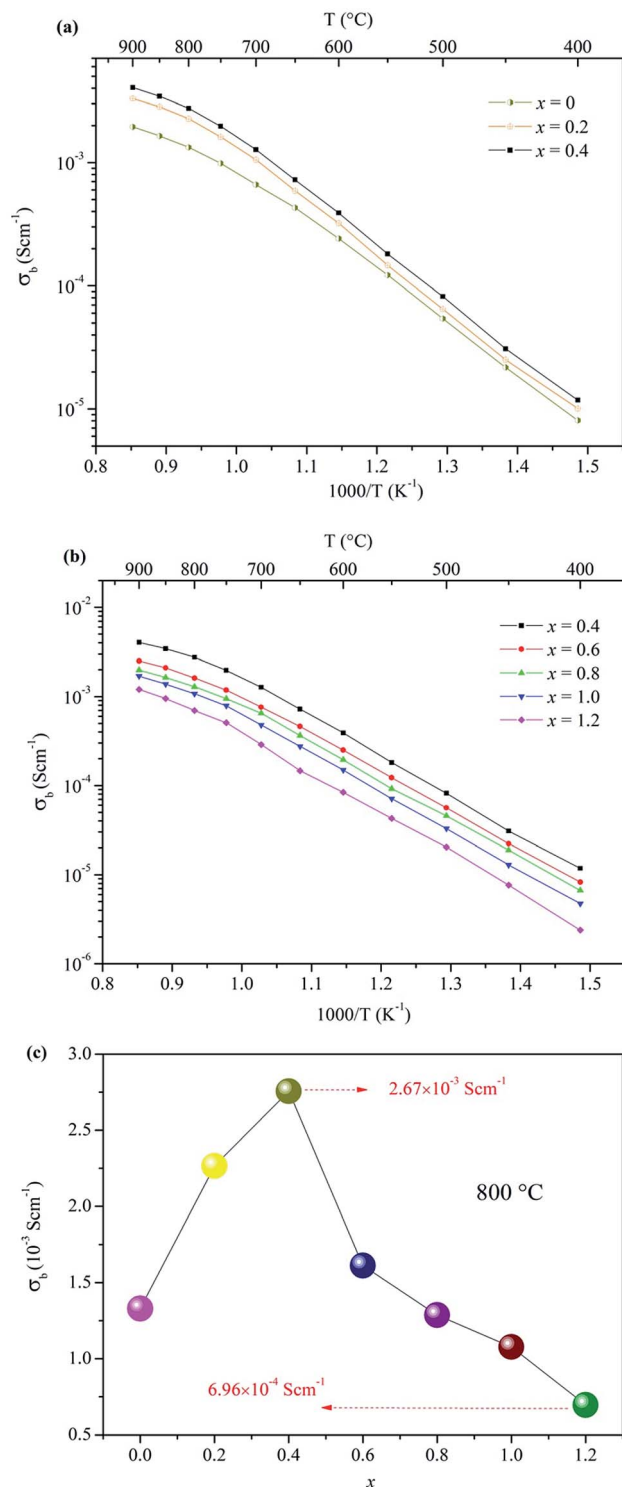 (a)
T (°C)
900 800 700 600 500 400
10⁻³
10⁻⁴
10⁻⁵
σb (Scm⁻¹)
x = 0
x = 0.2
x = 0.4
0.8 0.9 1.0 1.1 1.2 1.3 1.4 1.5
1000/T (K⁻¹)
(b)
T (°C)
900 800 700 600 500 400
10⁻²
10⁻³
10⁻⁴
10⁻⁵
10⁻⁶
σb (Scm⁻¹)
x = 0.4
x = 0.6
x = 0.8
x = 1.0
x = 1.2
0.8 0.9 1.0 1.1 1.2 1.3 1.4 1.5
1000/T (K⁻¹)
(c)
3.0
2.5
2.0
1.5
1.0
0.5
σb (10⁻³ Scm⁻¹)
2.67×10⁻³ Scm⁻¹
800 °C
6.96×10⁻⁴ Scm⁻¹
0.0 0.2 0.4 0.6 0.8 1.0 1.2
x